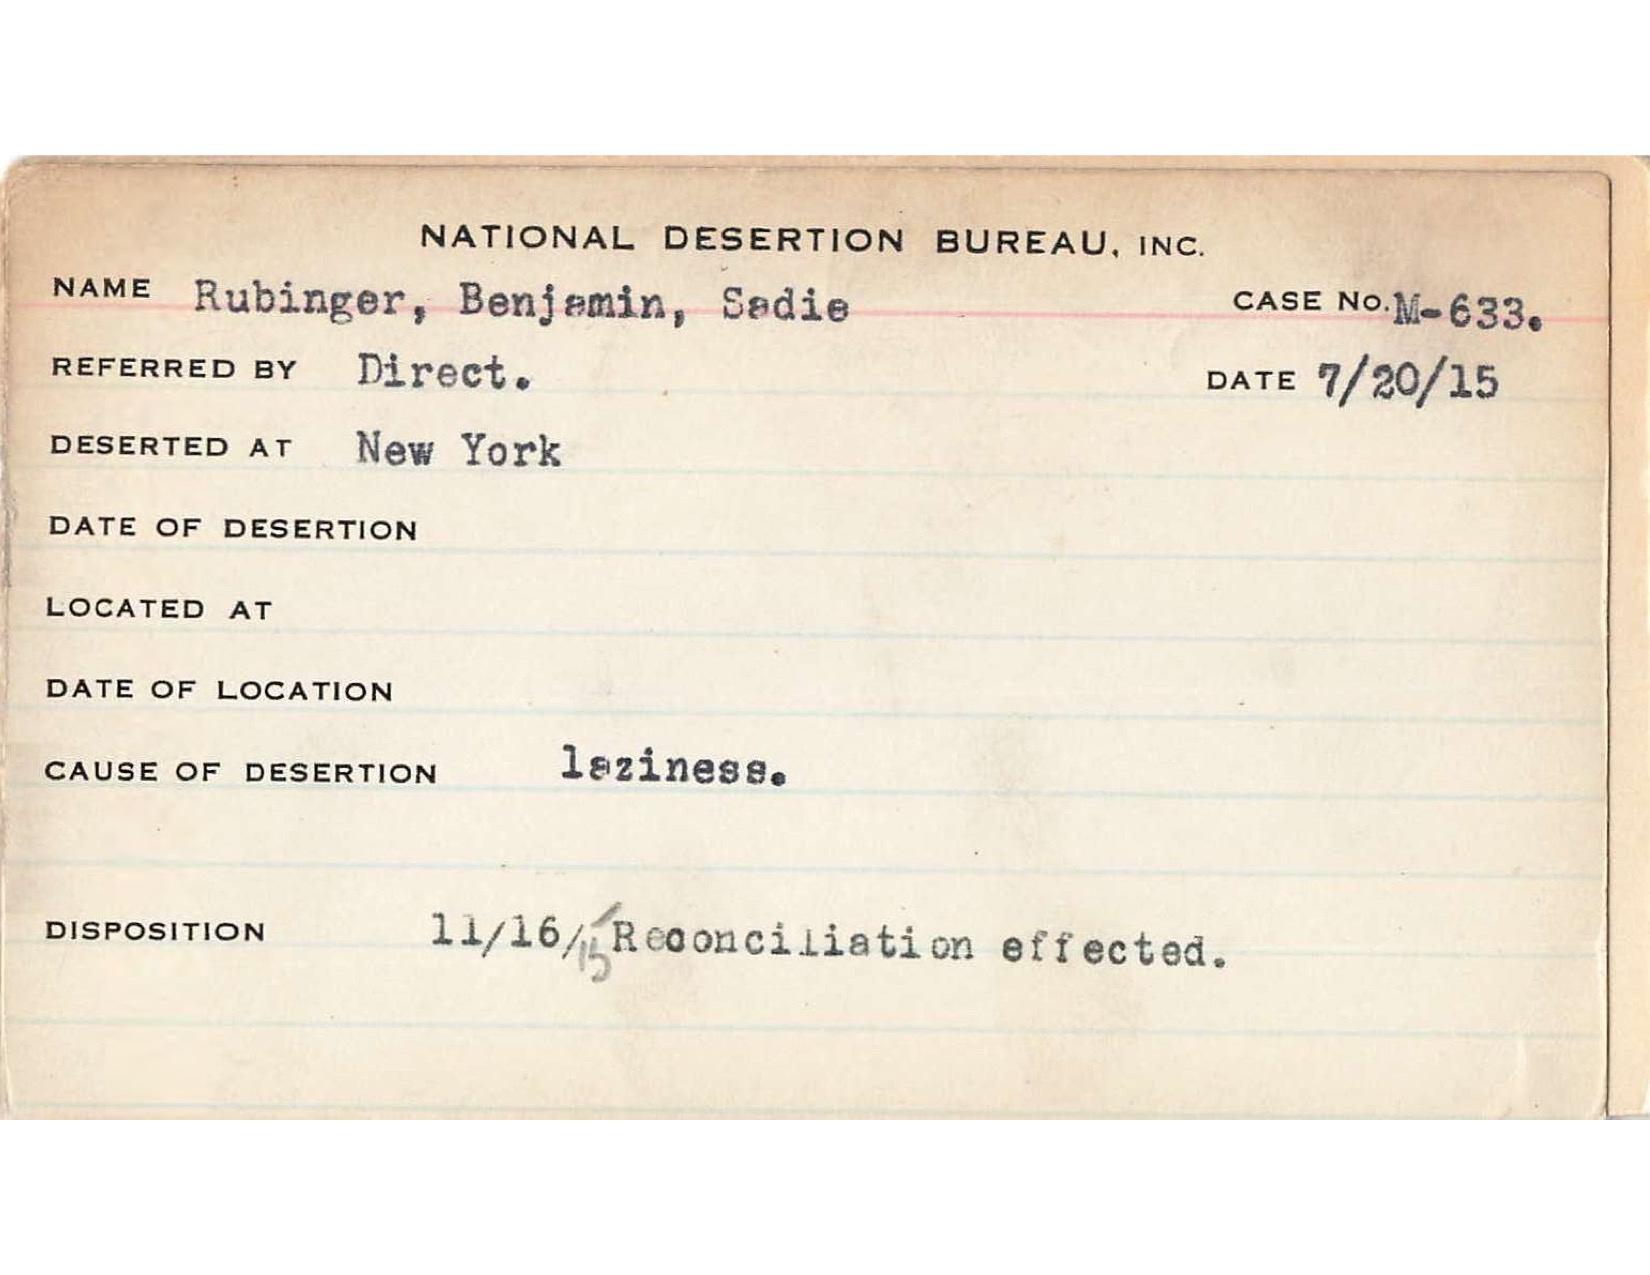 NATIONAL DESERTION BUREAU, INC.
NAME Rubinger, Benjamin, Sadie CASE No. M-633.
REFERRED BY Direct. DATE 7/20/15
DESERTED AT New York
DATE OF DESERTION
LOCATED AT
DATE OF LOCATION
CAUSE OF DESERTION laziness.
DISPOSITION 11/16/15 Reconciliation effected.